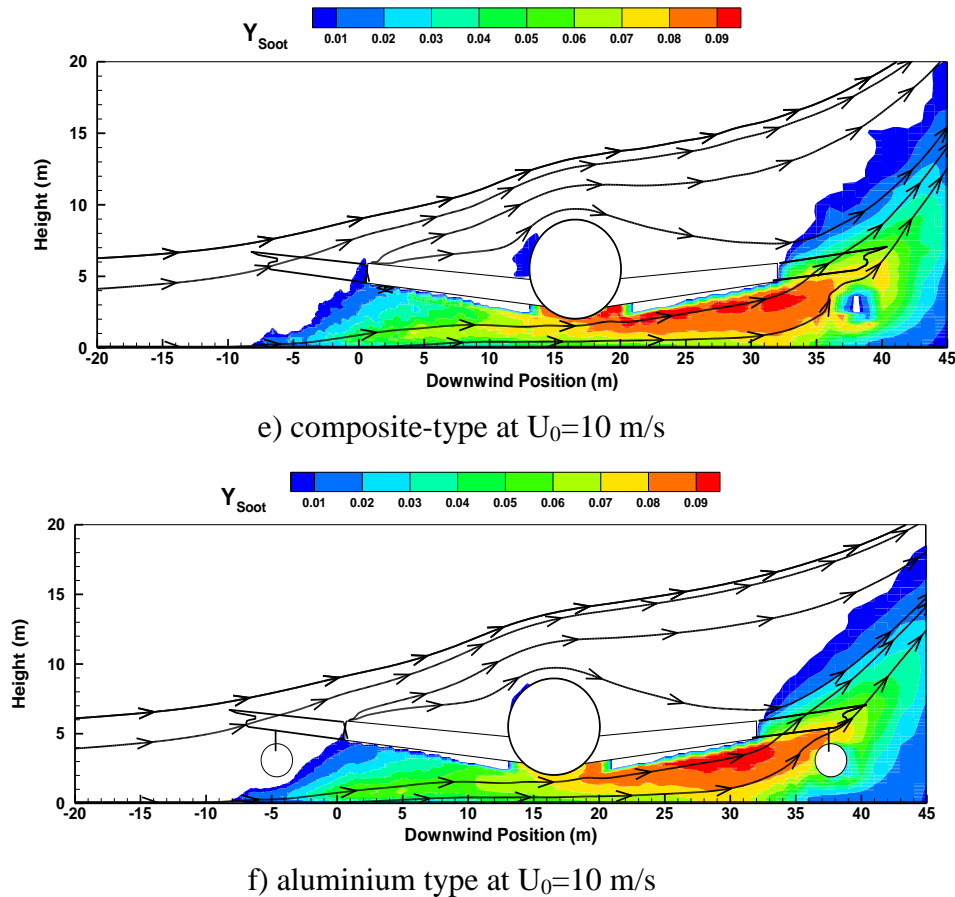 Y_Soot 0.01 0.02 0.03 0.04 0.05 0.06 0.07 0.08 0.09
20
15
10
5
0
Height (m)
-20 -15 -10 -5 0 5 10 15 20 25 30 35 40 45
Downwind Position (m)
e) composite-type at U₀=10 m/s
Y_Soot 0.01 0.02 0.03 0.04 0.05 0.06 0.07 0.08 0.09
20
15
10
5
0
Height (m)
-20 -15 -10 -5 0 5 10 15 20 25 30 35 40 45
Downwind Position (m)
f) aluminium type at U₀=10 m/s